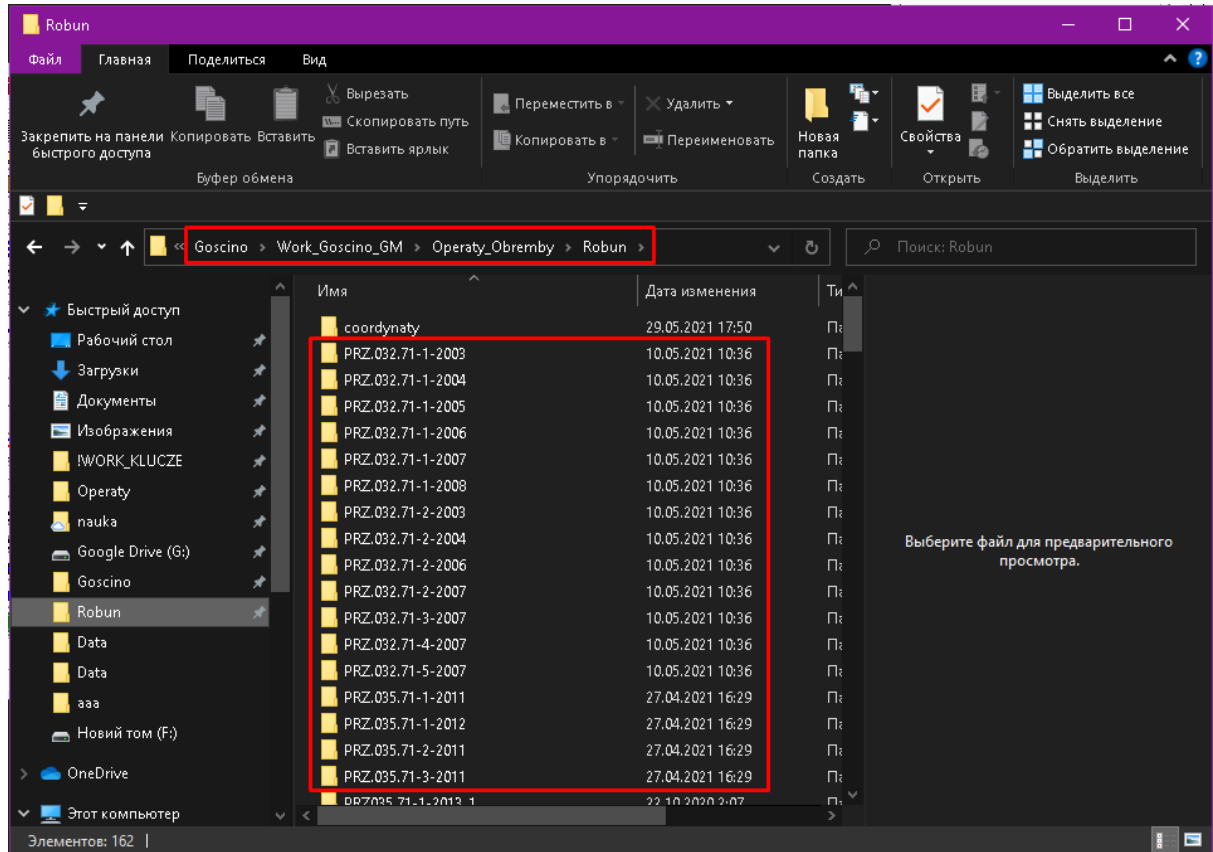 Robun
Файл Главная Поделиться Вид
Закрепить на панели быстрого доступа
Копировать
Вставить
Вырезать
Скопировать путь
Вставить ярлык
Переместить в
Копировать в
Удалить
Переименовать
Новая папка
Свойства
Выделить все
Снять выделение
Обратить выделение
Буфер обмена Упорядочить Создать Открыть Выделить
« Goscino > Work_Goscino_GM > Operaty_Obremby > Robun >
Поиск: Robun
Быстрый доступ
Рабочий стол
Загрузки
Документы
Изображения
!WORK_KLUCZE
Operaty
nauka
Google Drive (G:)
Goscino
Robun
Data
Data
aaa
Новий том (F:)
OneDrive
Этот компьютер
Имя Дата изменения Ти
coordynaty 29.05.2021 17:50
PRZ.032.71-1-2003 10.05.2021 10:36
PRZ.032.71-1-2004 10.05.2021 10:36
PRZ.032.71-1-2005 10.05.2021 10:36
PRZ.032.71-1-2006 10.05.2021 10:36
PRZ.032.71-1-2007 10.05.2021 10:36
PRZ.032.71-1-2008 10.05.2021 10:36
PRZ.032.71-2-2003 10.05.2021 10:36
PRZ.032.71-2-2004 10.05.2021 10:36
PRZ.032.71-2-2006 10.05.2021 10:36
PRZ.032.71-2-2007 10.05.2021 10:36
PRZ.032.71-3-2007 10.05.2021 10:36
PRZ.032.71-4-2007 10.05.2021 10:36
PRZ.032.71-5-2007 10.05.2021 10:36
PRZ.035.71-1-2011 27.04.2021 16:29
PRZ.035.71-1-2012 27.04.2021 16:29
PRZ.035.71-2-2011 27.04.2021 16:29
PRZ.035.71-3-2011 27.04.2021 16:29
PRZ035.71-1-2013_1 22.10.2020 2:07
Выберите файл для предварительного просмотра.
Элементов: 162